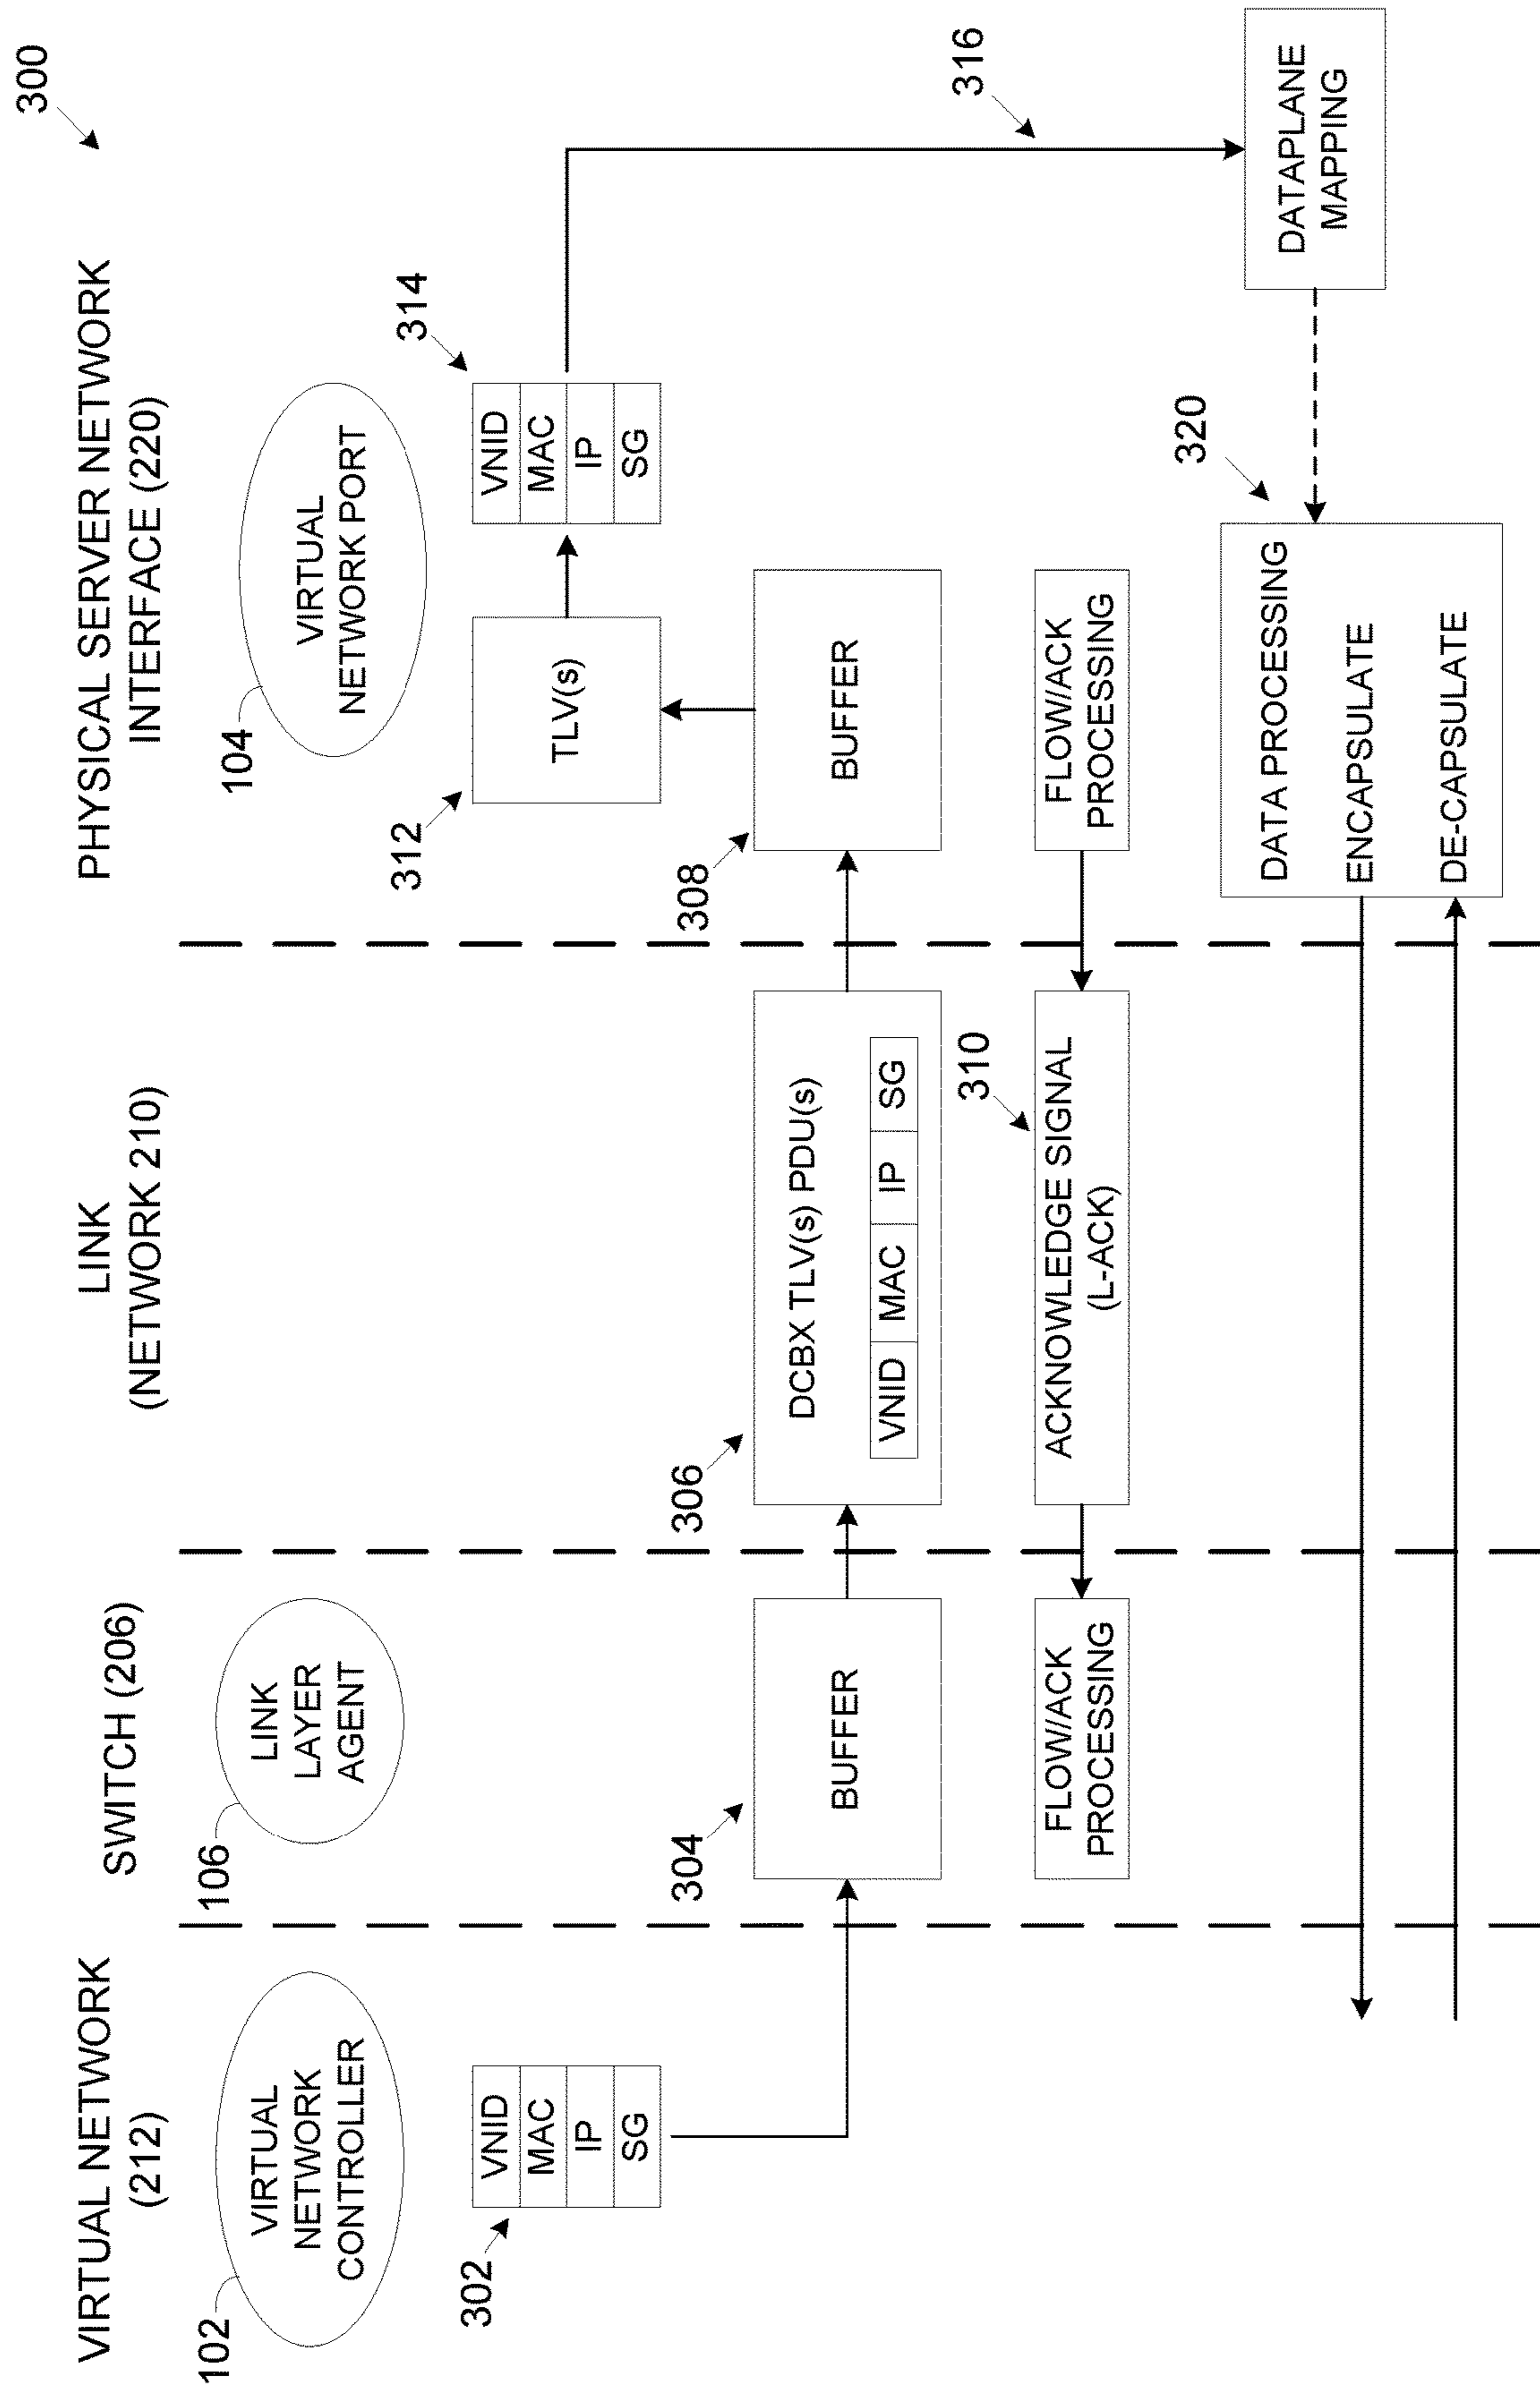 300
VIRTUAL NETWORK
(212)
SWITCH (206)
LINK
(NETWORK 210)
PHYSICAL SERVER NETWORK
INTERFACE (220)
102
VIRTUAL
NETWORK
CONTROLLER
106
LINK
LAYER
AGENT
104
VIRTUAL
NETWORK PORT
302
VNID
MAC
IP
SG
312
TLV(s)
314
VNID
MAC
IP
SG
304
BUFFER
306
DCBX TLV(s) PDU(s)
VNID MAC IP SG
308
BUFFER
316
FLOW/ACK
PROCESSING
310
ACKNOWLEDGE SIGNAL
(L-ACK)
FLOW/ACK
PROCESSING
320
DATA PROCESSING
ENCAPSULATE
DE-CAPSULATE
DATAPLANE
MAPPING